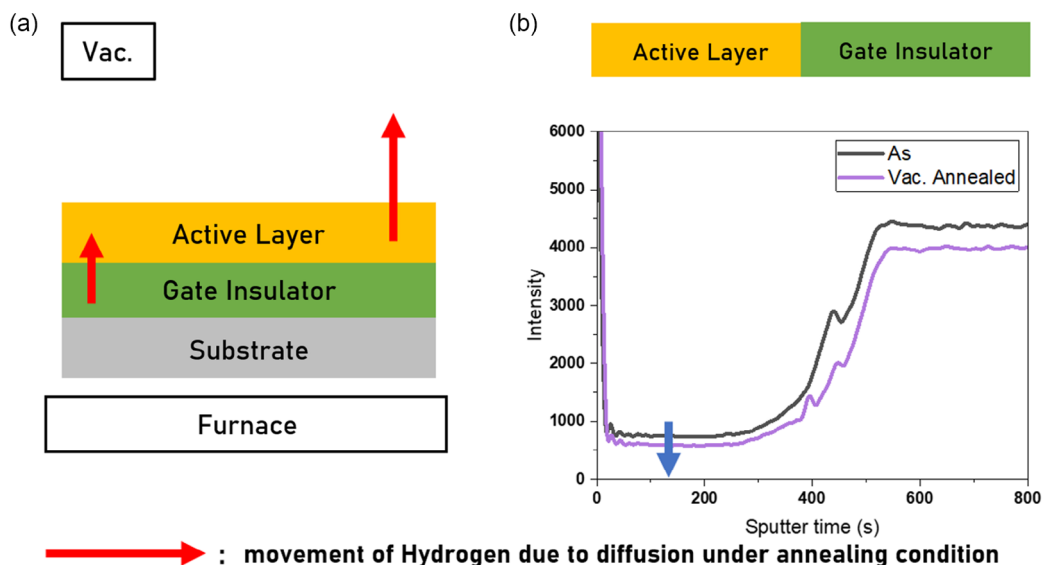 (a)
Vac.
Active Layer
Gate Insulator
Substrate
Furnace
(b)
Active Layer Gate Insulator
6000
5000
4000
3000
2000
1000
0
Intensity
As
Vac. Annealed
0 200 400 600 800
Sputter time (s)
: movement of Hydrogen due to diffusion under annealing condition